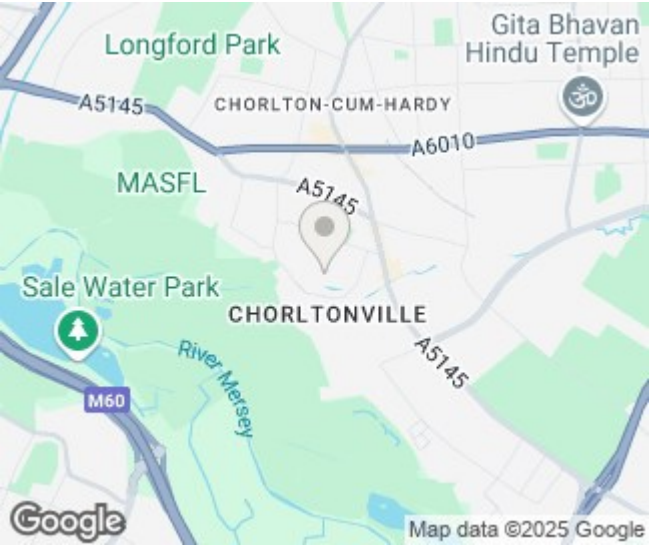 Gita Bhavan
Hindu Temple
Longford Park
A5145
CHORLTON-CUM-HARDY
A6010
MASFL
A5145
Sale Water Park
CHORLTONVILLE
River Mersey
A5145
M60
Google
Map data ©2025 Google